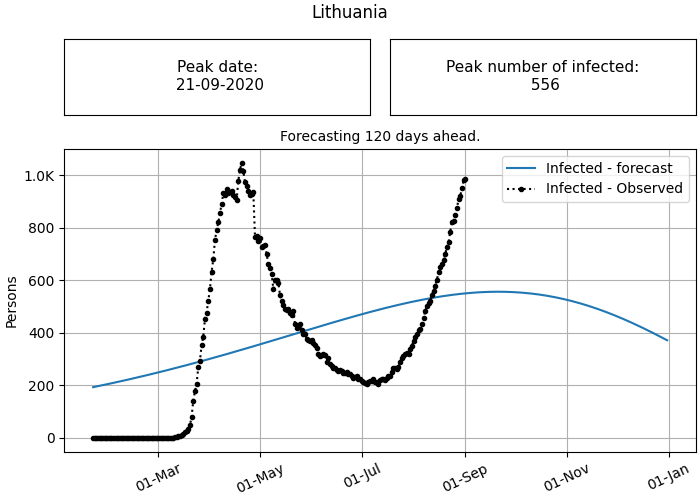 Lithuania
Peak date:
21-09-2020
Peak number of infected:
556
Forecasting 120 days ahead.
Infected - forecast
Infected - Observed
Persons
1.0K
800
600
400
200
0
01-Mar
01-May
01-Jul
01-Sep
01-Nov
01-Jan